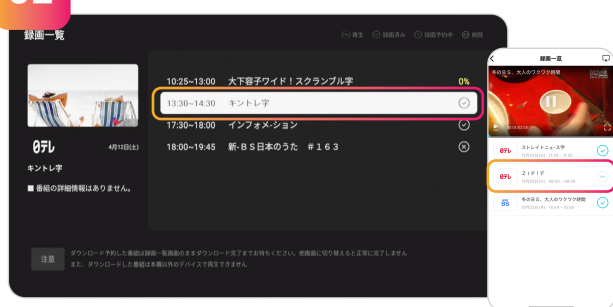 02
録画一覧
再生 録画済み 録画予約中 削除
10:25~13:00 大下容子ワイド！スクランブル字 0%
13:30~14:30 キントレ字
17:30~18:00 インフォメ-ション
18:00~19:45 新-ＢＳ日本のうた ＃１６３
日テレ 4月12日(土)
キントレ字
■ 番組の詳細情報はありません。
注意
ダウンロード予約した番組は録画一覧画面のままダウンロード完了までお待ちください。他画面に切り替えると正常に完了しません
また、ダウンロードした番組は本機以外のデバイスで再生できません
録画一覧
冬のＢＳ、大人のワクワク時間
日テレ ストレイトニュ-ス字
日テレ ＺＩＰ！字
BS 冬のＢＳ、大人のワクワク時間